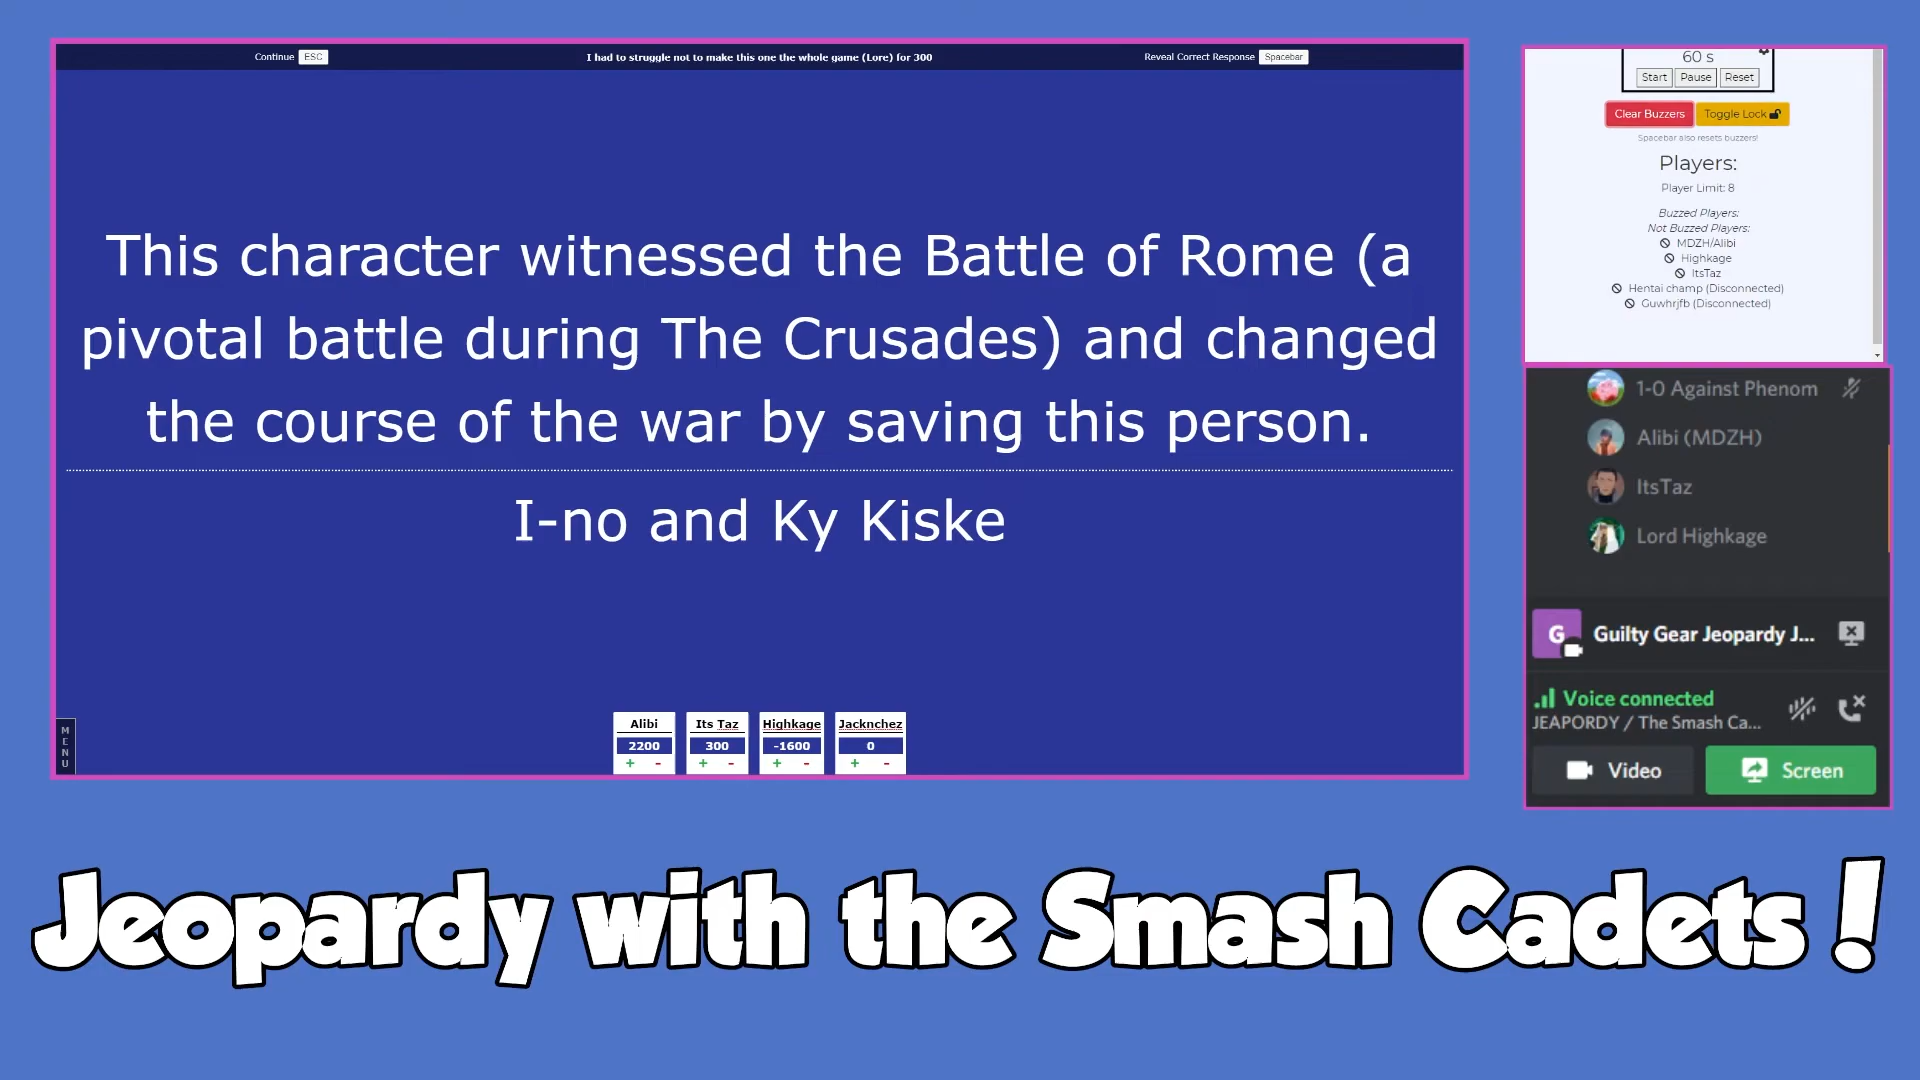 Continue ESC
I had to struggle not to make this one the whole game (Lore) for 300
Reveal Correct Response Spacebar
This character witnessed the Battle of Rome (a
pivotal battle during The Crusades) and changed
the course of the war by saving this person.
I-no and Ky Kiske
MENU
Alibi Its Taz Highkage Jacknchez
2200 300 -1600 0
+ - + - + - + -
60 s
Start Pause Reset
Clear Buzzers Toggle Lock
Spacebar also resets buzzers!
Players:
Player Limit: 8
Buzzed Players:
Not Buzzed Players:
MDZH/Alibi
Highkage
ItsTaz
Hentai champ (Disconnected)
Guwhrjfb (Disconnected)
1-0 Against Phenom
Alibi (MDZH)
ItsTaz
Lord Highkage
G Guilty Gear Jeopardy J...
Voice connected
JEAPORDY / The Smash Ca...
Video Screen
Jeopardy with the Smash Cadets!